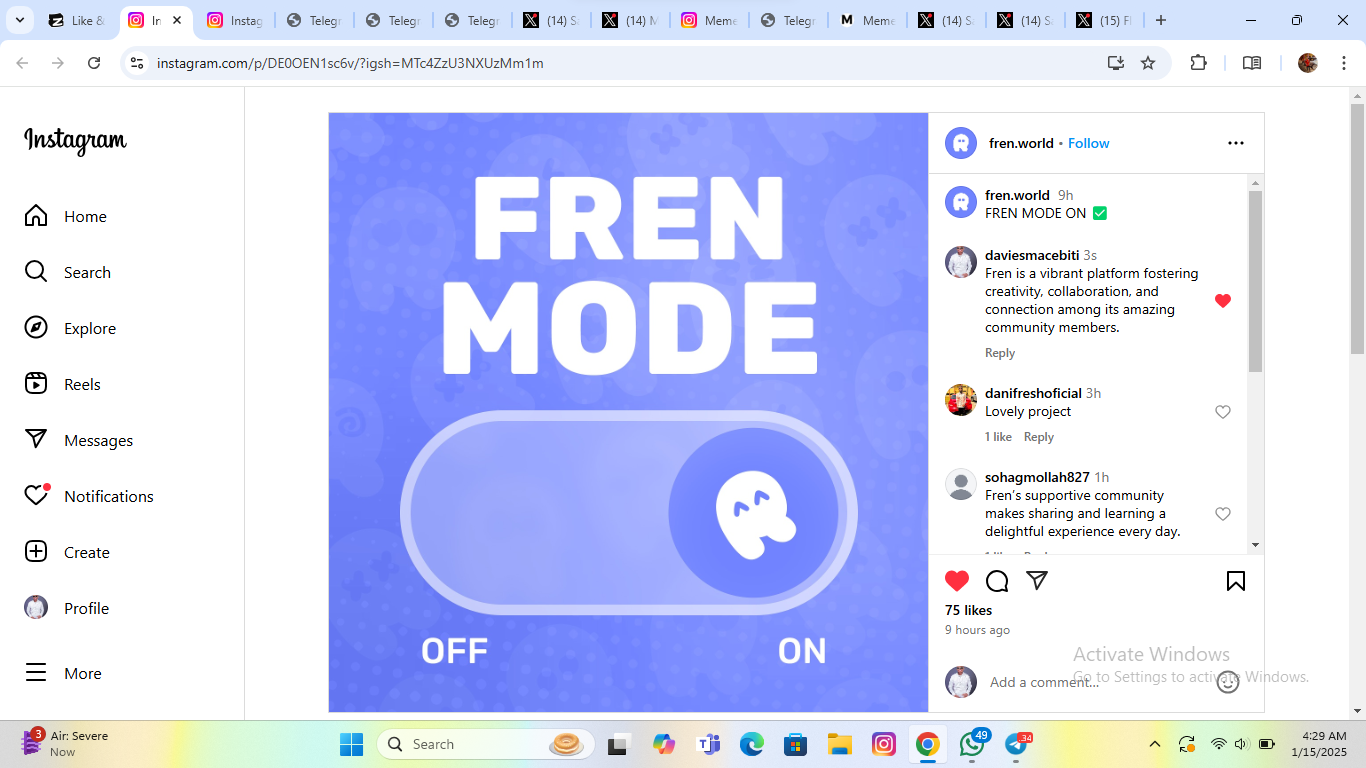 Like &
In
Instag
Telegr
Telegr
Telegr
(14) Sa
(14) M
Meme
Telegr
Meme
(14) Sa
(14) Sa
(15) Fl
instagram.com/p/DE0OEN1sc6v/?igsh=MTc4ZzU3NXUzMm1m
Instagram
Home
Search
Explore
Reels
Messages
Notifications
Create
Profile
More
FREN
MODE
OFF
ON
fren.world • Follow
fren.world 9h
FREN MODE ON ✅
daviesmacebiti 3s
Fren is a vibrant platform fostering
creativity, collaboration, and
connection among its amazing
community members.
Reply
danifreshoficial 3h
Lovely project
1 like Reply
sohagmollah827 1h
Fren's supportive community
makes sharing and learning a
delightful experience every day.
75 likes
9 hours ago
Add a comment...
Activate Windows
Go to Settings to activate Windows.
3
Air: Severe
Now
Search
49
34
4:29 AM
1/15/2025